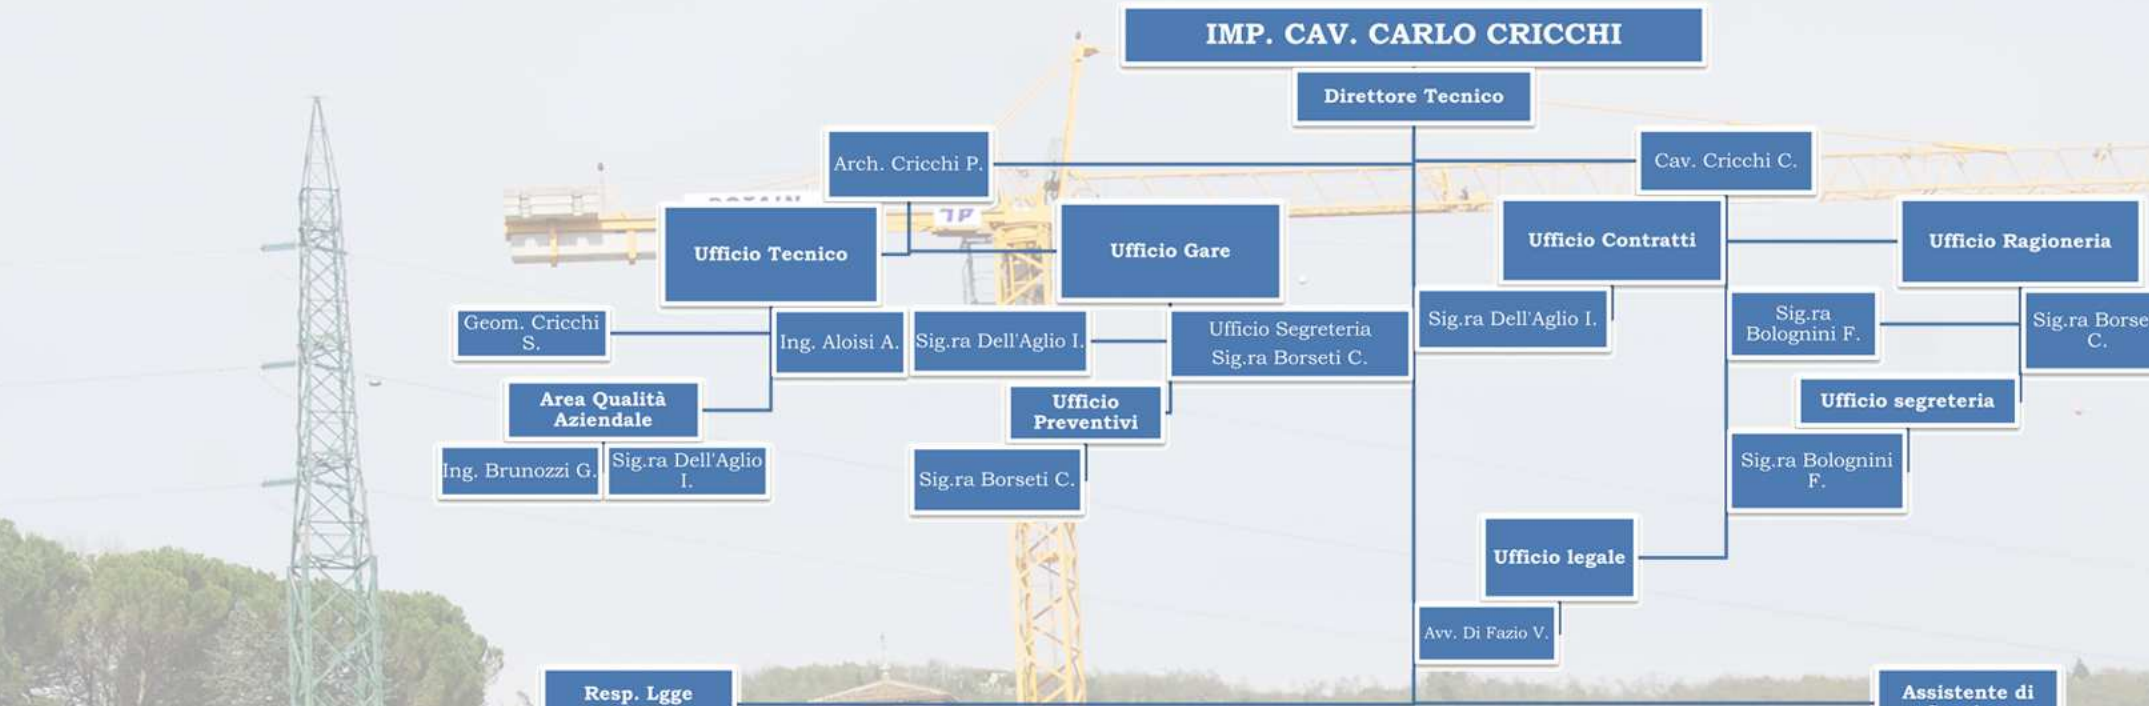 IMP. CAV. CARLO CRICCHI
Direttore Tecnico
Arch. Cricchi P.
Cav. Cricchi C.
Ufficio Tecnico
Ufficio Gare
Ufficio Contratti
Ufficio Ragioneria
Geom. Cricchi
S.
Ing. Aloisi A.
Sig.ra Dell'Aglio I.
Ufficio Segreteria
Sig.ra Borseti C.
Sig.ra Dell'Aglio I.
Sig.ra
Bolognini F.
Sig.ra Borse
C.
Area Qualità
Aziendale
Ufficio
Preventivi
Ufficio segreteria
Ing. Brunozzi G.
Sig.ra Dell'Aglio
I.
Sig.ra Borseti C.
Sig.ra Bolognini
F.
Ufficio legale
Avv. Di Fazio V.
Resp. Lgge
Assistente di